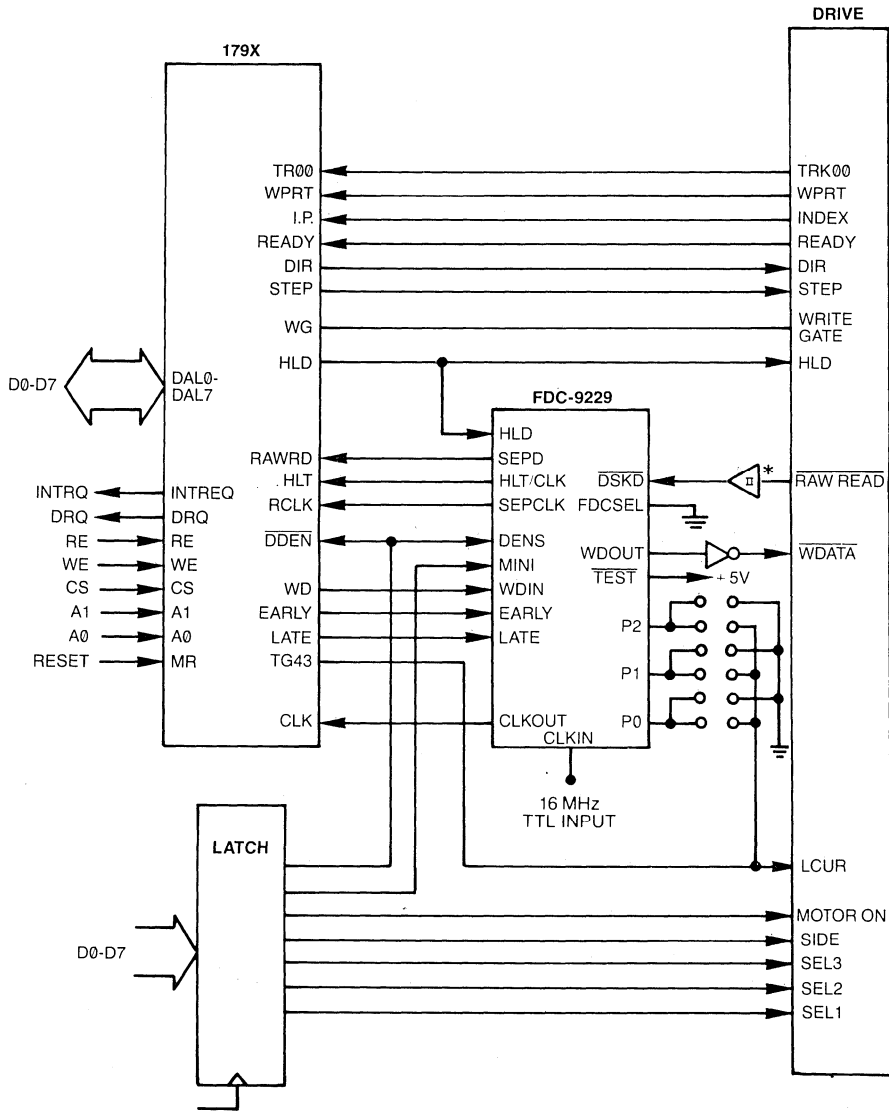 DRIVE
179X
TR00 TRK00
WPRT WPRT
I.P. INDEX
READY READY
DIR DIR
STEP STEP
WG WRITE GATE
HLD HLD
D0-D7 DAL0-DAL7
FDC-9229
HLD
RAWRD SEPD DSKD * RAW READ
HLT HLT/CLK
RCLK SEPCLK FDCSEL
INTRQ INTREQ
DRQ DRQ
RE RE DDEN DENS WDOUT WDATA
WE WE MINI TEST + 5V
CS CS WD WDIN
A1 A1 EARLY EARLY
A0 A0 LATE LATE P2
RESET MR TG43
P1
CLK CLKOUT P0
CLKIN
16 MHz
TTL INPUT
LATCH
LCUR
MOTOR ON
D0-D7
SIDE
SEL3
SEL2
SEL1